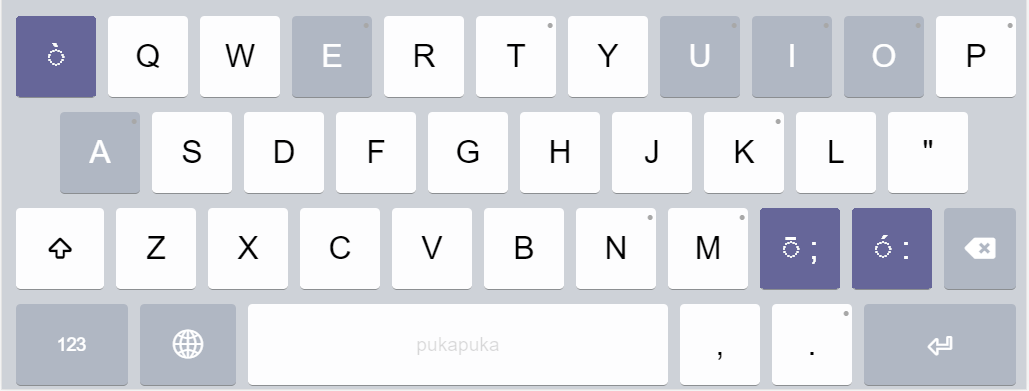 ◌̀ Q W E R T Y U I O P
A S D F G H J K L "
Z X C V B N M ◌̄ ; ◌́ :
123 pukapuka , .